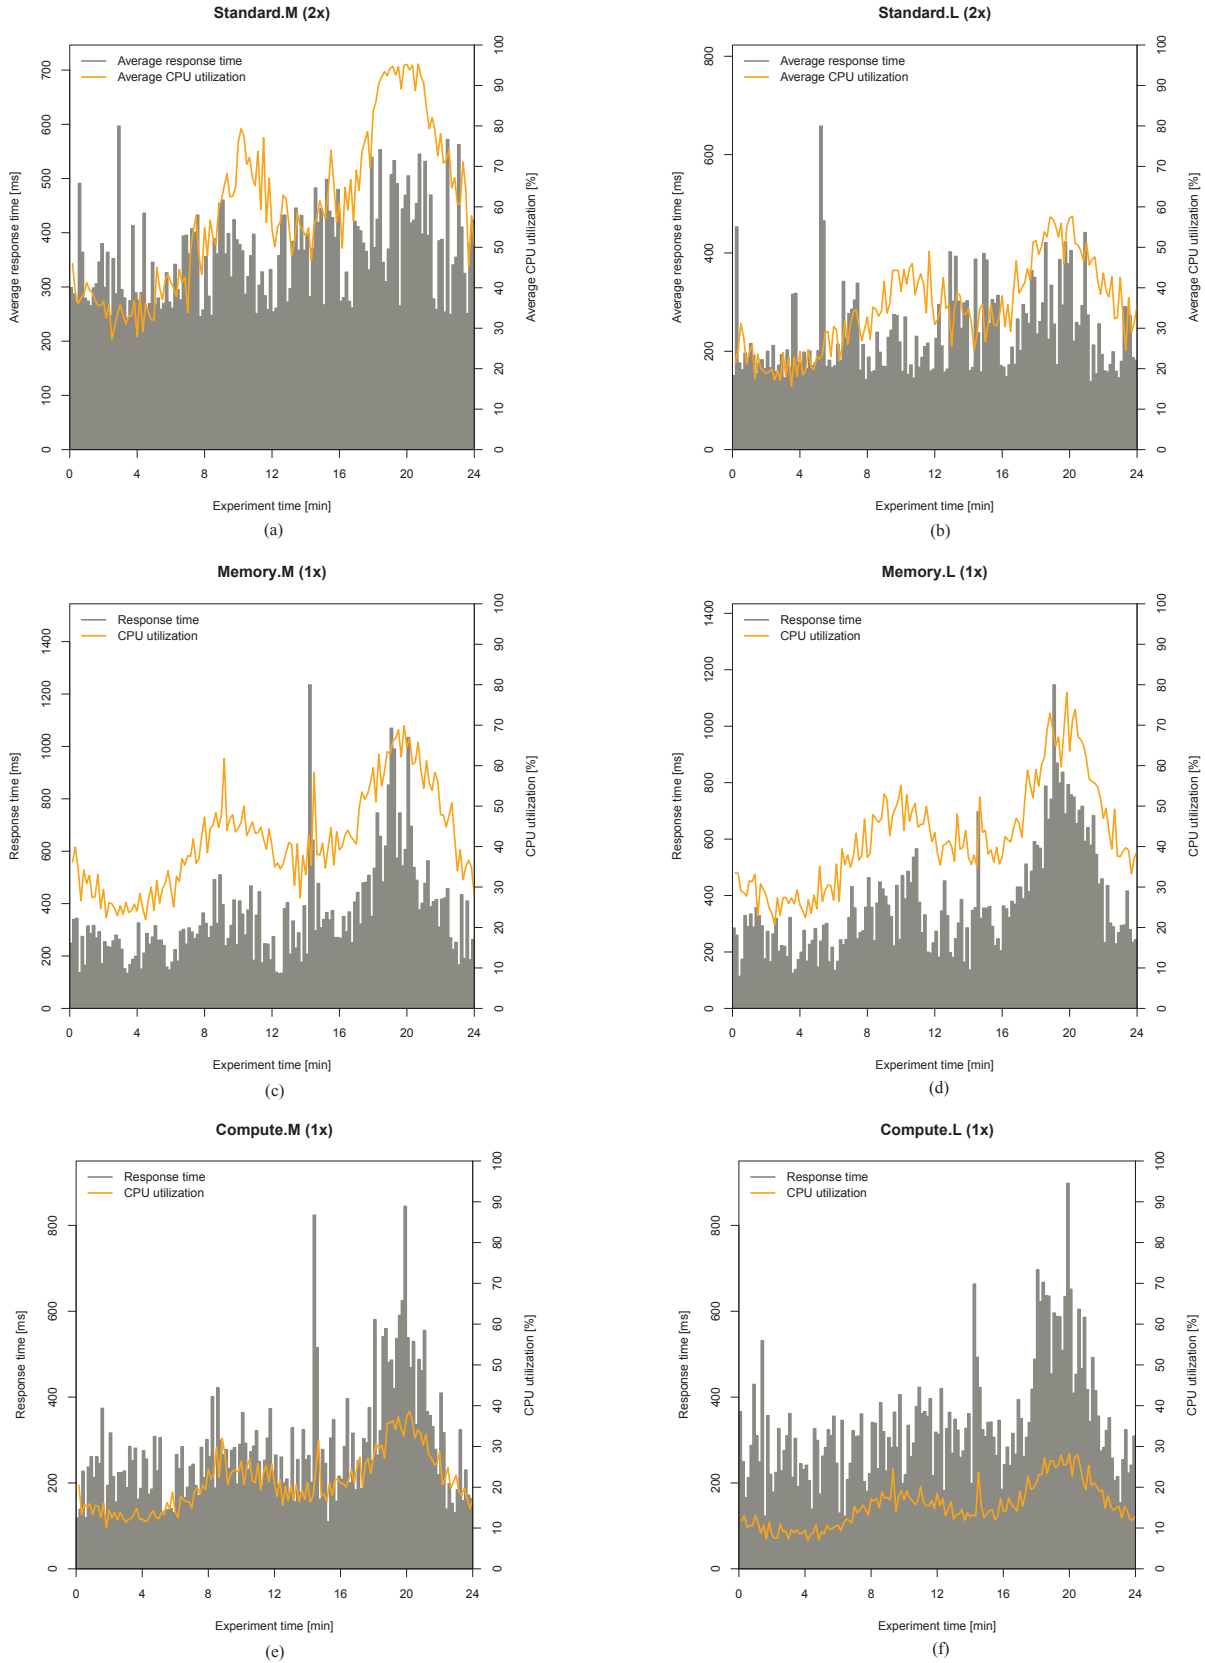 Standard.M (2x)
Average response time
Average CPU utilization
Average response time [ms]
0 100 200 300 400 500 600 700
0 10 20 30 40 50 60 70 80 90 100
Average CPU utilization [%]
0 4 8 12 16 20 24
Experiment time [min]
(a)
Standard.L (2x)
Average response time
Average CPU utilization
Average response time [ms]
0 200 400 600 800
0 10 20 30 40 50 60 70 80 90 100
Average CPU utilization [%]
0 4 8 12 16 20 24
Experiment time [min]
(b)
Memory.M (1x)
Response time
CPU utilization
Response time [ms]
0 200 400 600 800 1000 1200 1400
0 10 20 30 40 50 60 70 80 90 100
CPU utilization [%]
0 4 8 12 16 20 24
Experiment time [min]
(c)
Memory.L (1x)
Response time
CPU utilization
Response time [ms]
0 200 400 600 800 1000 1200 1400
0 10 20 30 40 50 60 70 80 90 100
CPU utilization [%]
0 4 8 12 16 20 24
Experiment time [min]
(d)
Compute.M (1x)
Response time
CPU utilization
Response time [ms]
0 200 400 600 800
0 10 20 30 40 50 60 70 80 90 100
CPU utilization [%]
0 4 8 12 16 20 24
Experiment time [min]
(e)
Compute.L (1x)
Response time
CPU utilization
Response time [ms]
0 200 400 600 800
0 10 20 30 40 50 60 70 80 90 100
CPU utilization [%]
0 4 8 12 16 20 24
Experiment time [min]
(f)